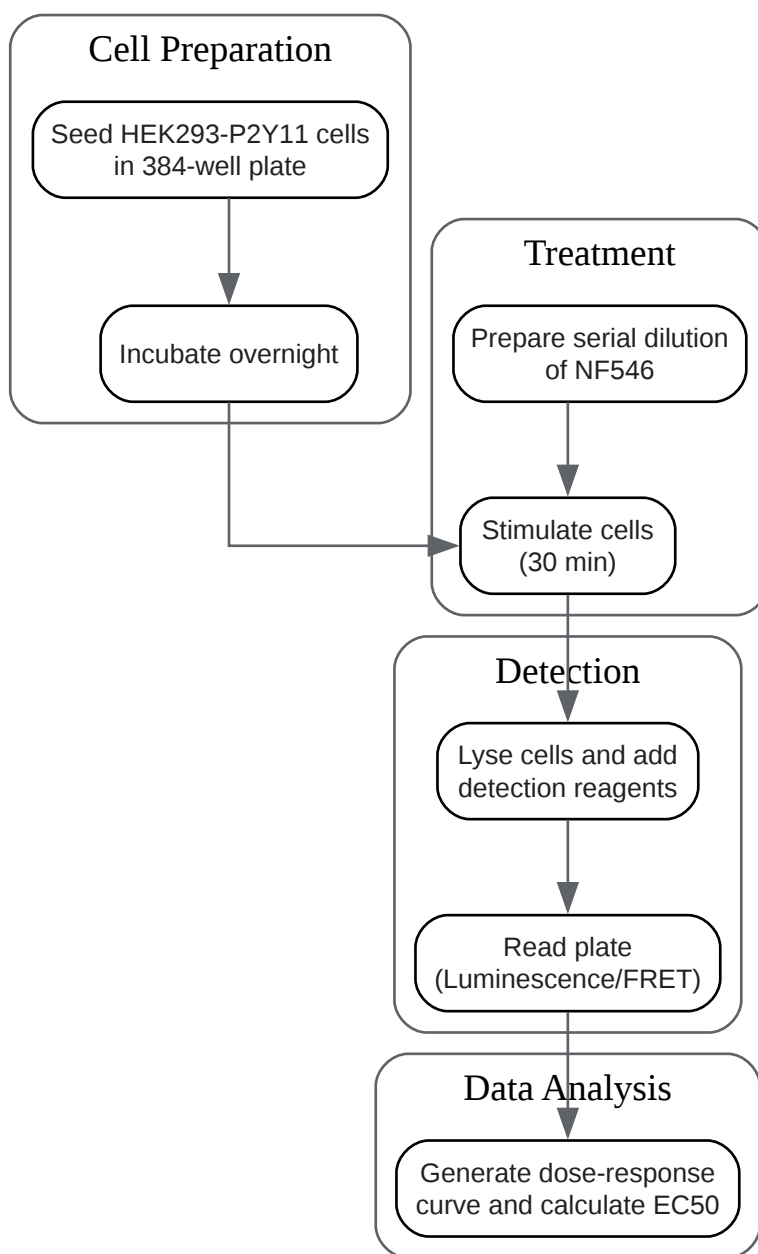 Cell Preparation
Seed HEK293-P2Y11 cells
in 384-well plate
Incubate overnight
Treatment
Prepare serial dilution
of NF546
Stimulate cells
(30 min)
Detection
Lyse cells and add
detection reagents
Read plate
(Luminescence/FRET)
Data Analysis
Generate dose-response
curve and calculate EC50